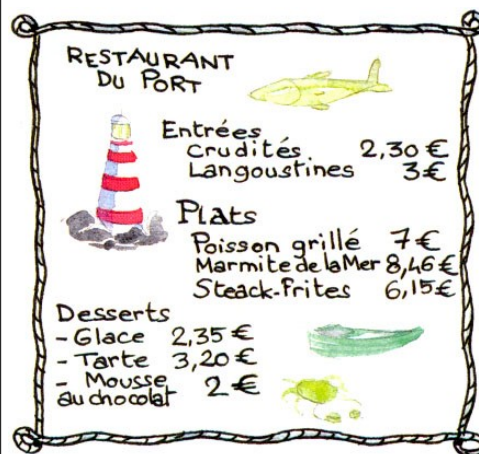 RESTAURANT
DU PORT
Entrées
Crudités 2,30 €
Langoustines 3€
Plats
Poisson grillé 7€
Marmite de la Mer 8,46€
Steack-Frites 6,15€
Desserts
- Glace 2,35€
- Tarte 3,20€
- Mousse
au chocolat 2€